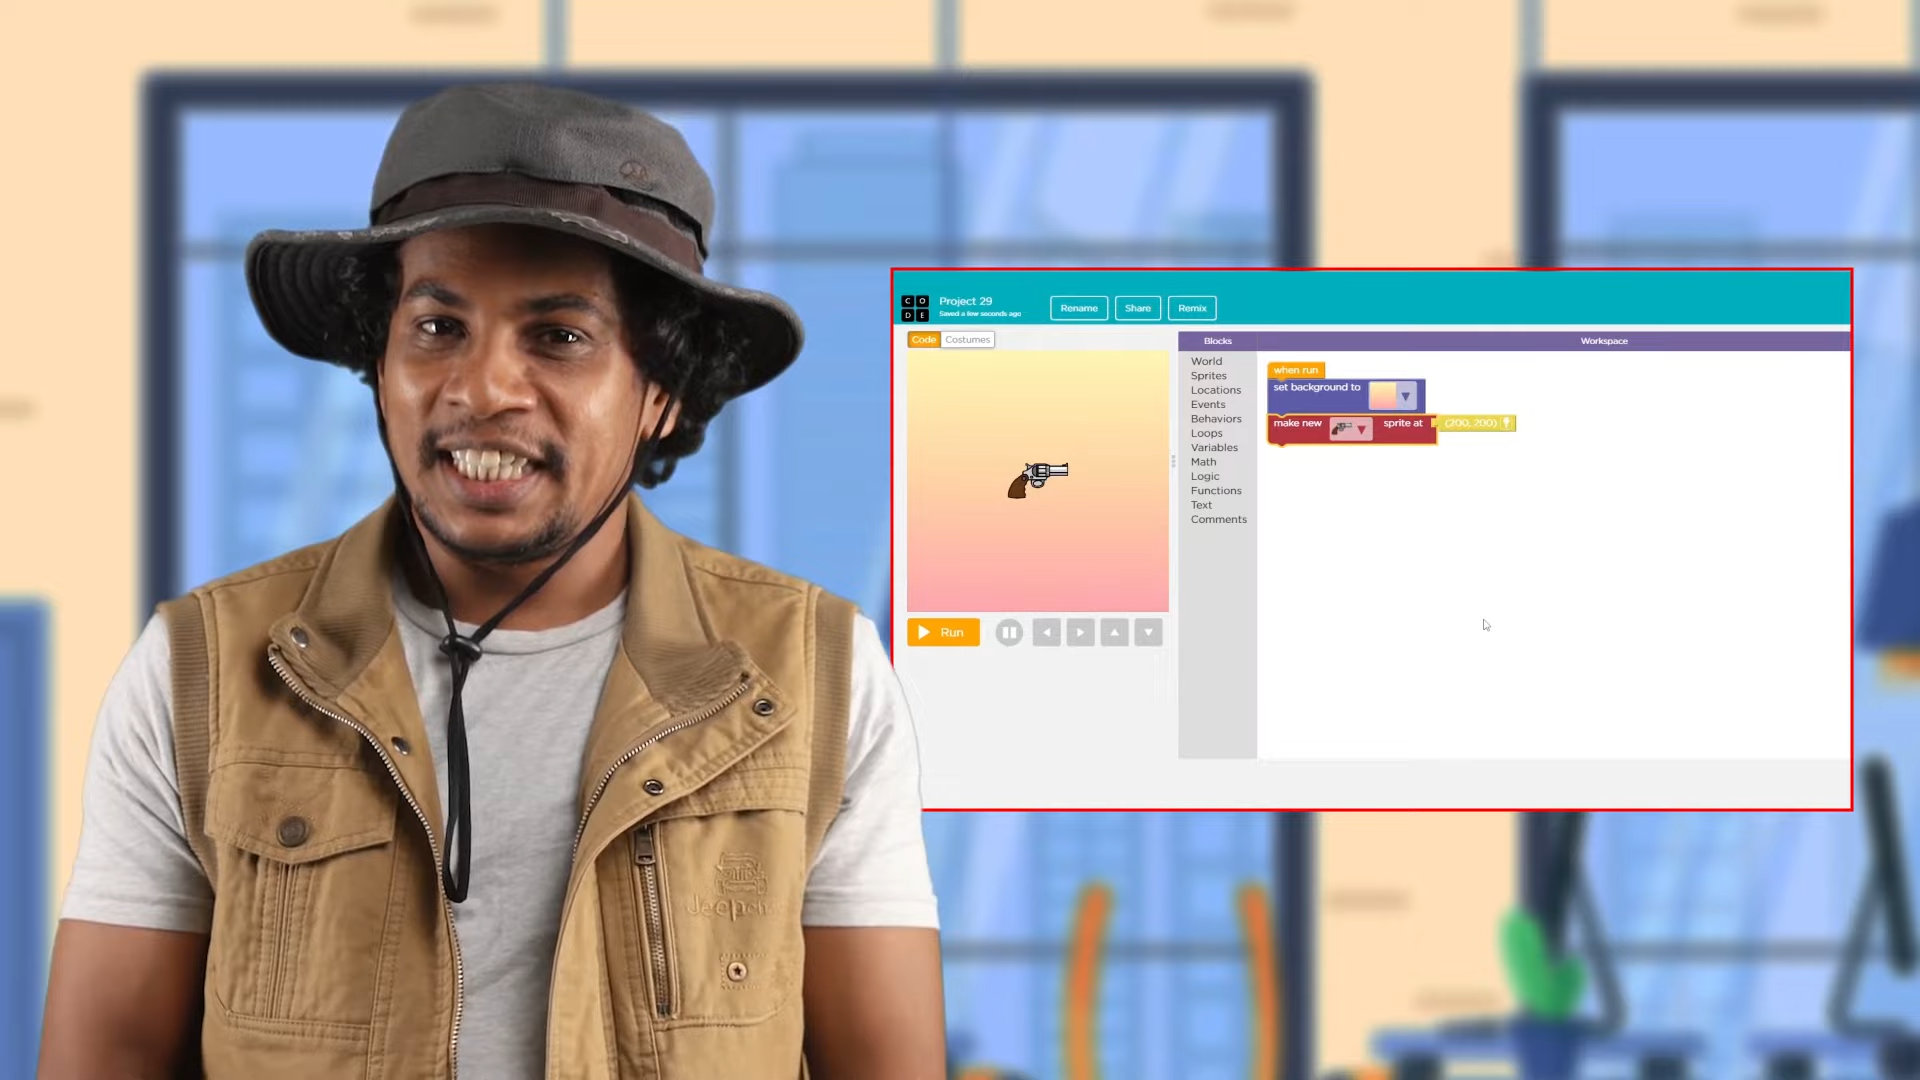 C O
D E
Project 29
Saved a few seconds ago
Rename
Share
Remix
Code
Costumes
Blocks
Workspace
World
Sprites
Locations
Events
Behaviors
Loops
Variables
Math
Logic
Functions
Text
Comments
when run
set background to
make new sprite at (200, 200)
Run